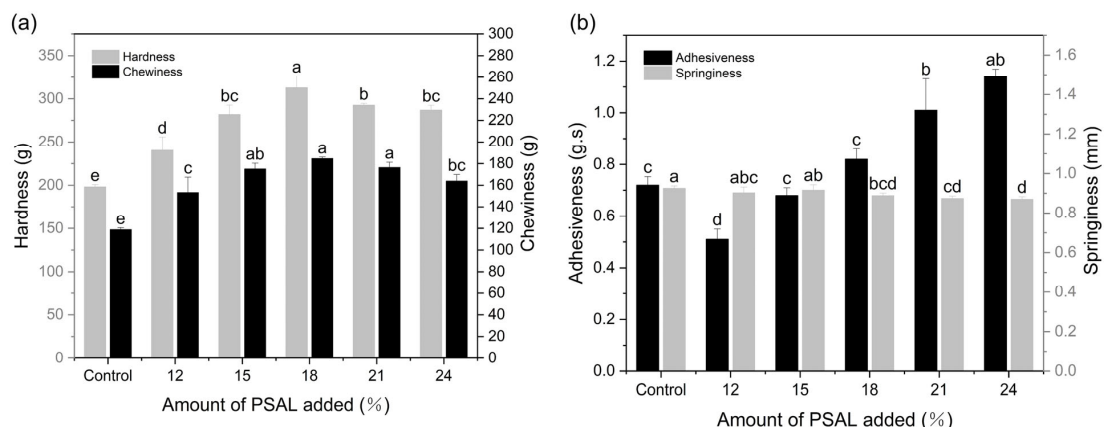 (a)
Hardness
Chewiness
350
300
250
200
150
100
50
0
Hardness (g)
300
280
260
240
220
200
180
160
140
120
100
80
60
40
20
0
Chewiness (g)
e
e
d
c
bc
ab
a
a
b
a
bc
bc
Control 12 15 18 21 24
Amount of PSAL added (%)
(b)
Adhesiveness
Springiness
1.2
1.0
0.8
0.6
0.4
0.2
0.0
Adhesiveness (g.s)
1.6
1.4
1.2
1.0
0.8
0.6
0.4
0.2
0.0
Springiness (mm)
c
a
d
abc
c
ab
c
bcd
b
cd
ab
d
Control 12 15 18 21 24
Amount of PSAL added (%)